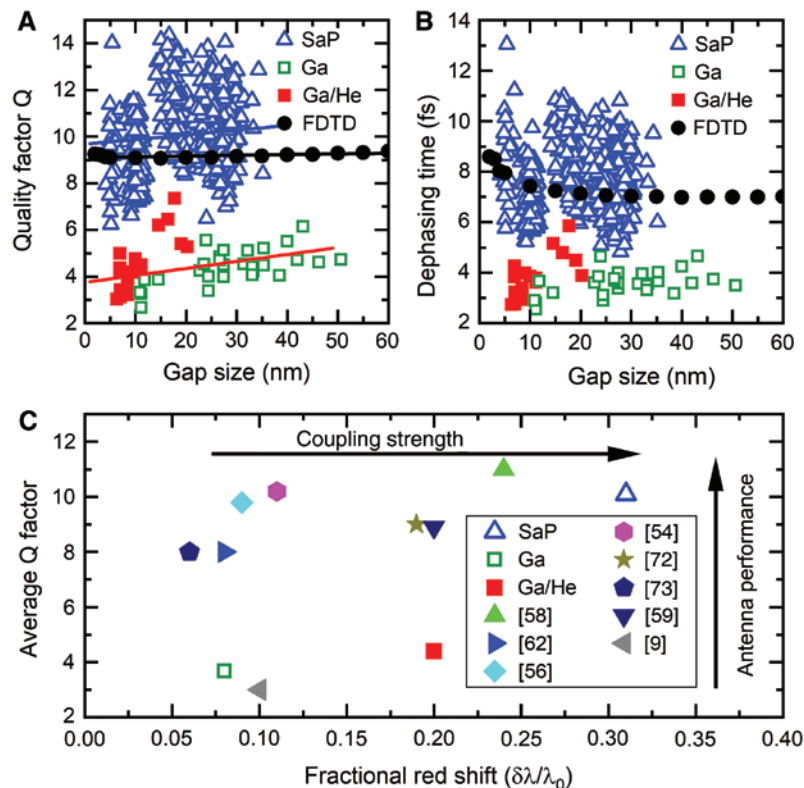 A
14
12
10
8
6
4
2
Quality factor Q
SaP
Ga
Ga/He
FDTD
0 10 20 30 40 50 60
Gap size (nm)
B
14
12
10
8
6
4
2
Dephasing time (fs)
SaP
Ga
Ga/He
FDTD
0 10 20 30 40 50 60
Gap size (nm)
C
12
10
8
6
4
2
Average Q factor
Coupling strength
Antenna performance
SaP
Ga
Ga/He
[58]
[62]
[56]
[54]
[72]
[73]
[59]
[9]
0.00 0.05 0.10 0.15 0.20 0.25 0.30 0.35 0.40
Fractional red shift (δλ/λ₀)